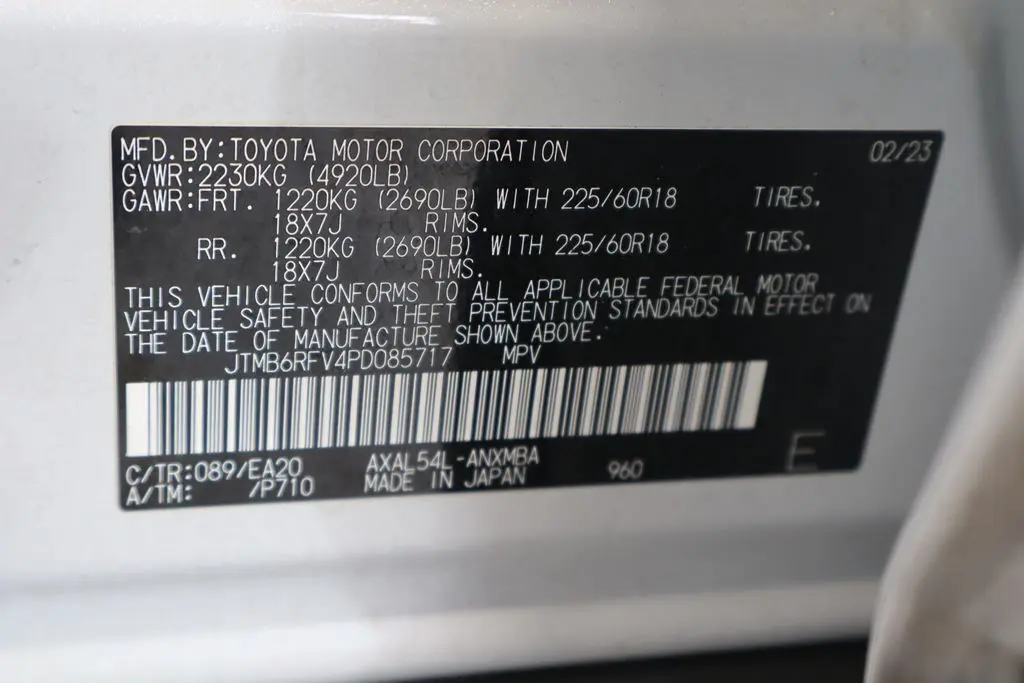 MFD.BY:TOYOTA MOTOR CORPORATION 02/23
GVWR:2230KG (4920LB)
GAWR:FRT. 1220KG (2690LB) WITH 225/60R18 TIRES.
18X7J RIMS.
RR. 1220KG (2690LB) WITH 225/60R18 TIRES.
18X7J RIMS.
THIS VEHICLE CONFORMS TO ALL APPLICABLE FEDERAL MOTOR
VEHICLE SAFETY AND THEFT PREVENTION STANDARDS IN EFFECT ON
THE DATE OF MANUFACTURE SHOWN ABOVE.
JTMB6RFV4PD085717 MPV
C/TR:089/EA20 AXAL54L-ANXMBA 960 E
A/TM: /P710 MADE IN JAPAN